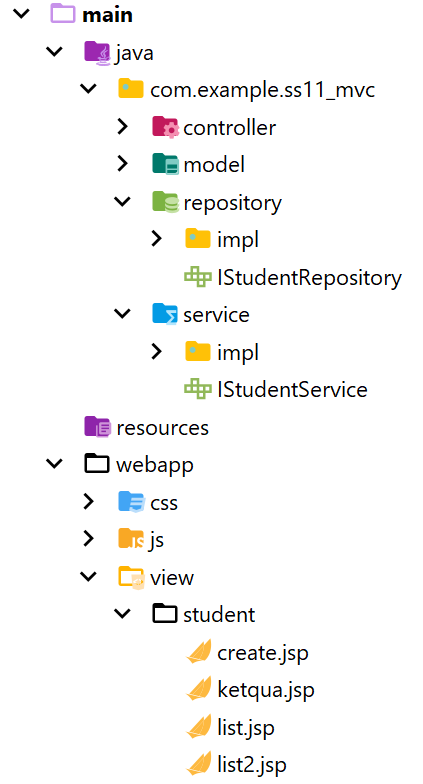 main
java
com.example.ss11_mvc
controller
model
repository
impl
IStudentRepository
service
impl
IStudentService
resources
webapp
css
js
view
student
create.jsp
ketqua.jsp
list.jsp
list2.jsp